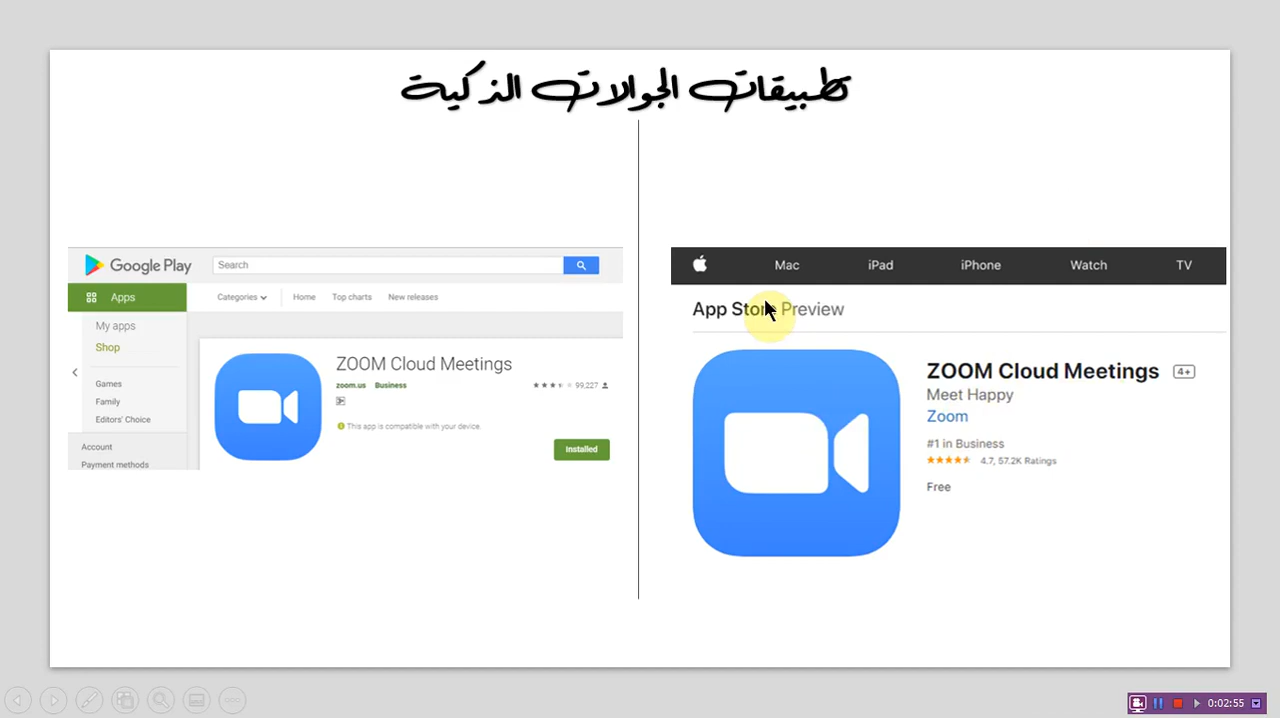 تطبيقات الجوالات الذكية
Google Play
Search
Apps
Categories
Home
Top charts
New releases
My apps
Shop
Games
Family
Editors' Choice
Account
Payment methods
ZOOM Cloud Meetings
zoom.us Business
99,227
This app is compatible with your device.
Installed
Mac iPad iPhone Watch TV
App Store Preview
ZOOM Cloud Meetings 4+
Meet Happy
Zoom
#1 in Business
4.7, 57.2K Ratings
Free
0:02:55